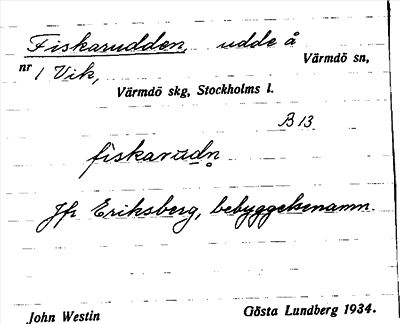 Fiskarudden, udde å
Värmdö sn,
nr 1 Vik,
Värmdö skg, Stockholms l.
B 13
fiskarùdn̥
Jfr Eriksberg, bebyggelsenamn.
John Westin
Gösta Lundberg 1934.